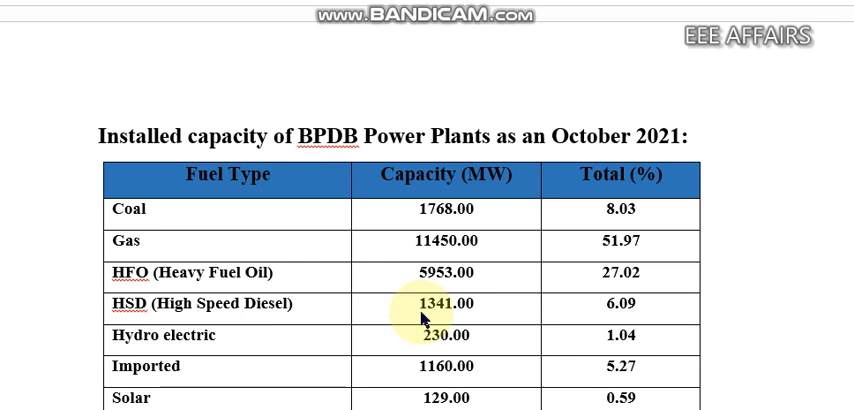 www.BANDICAM.com
EEE AFFAIRS
Installed capacity of BPDB Power Plants as an October 2021:
Fuel Type Capacity (MW) Total (%)
Coal 1768.00 8.03
Gas 11450.00 51.97
HFO (Heavy Fuel Oil) 5953.00 27.02
HSD (High Speed Diesel) 1341.00 6.09
Hydro electric 230.00 1.04
Imported 1160.00 5.27
Solar 129.00 0.59